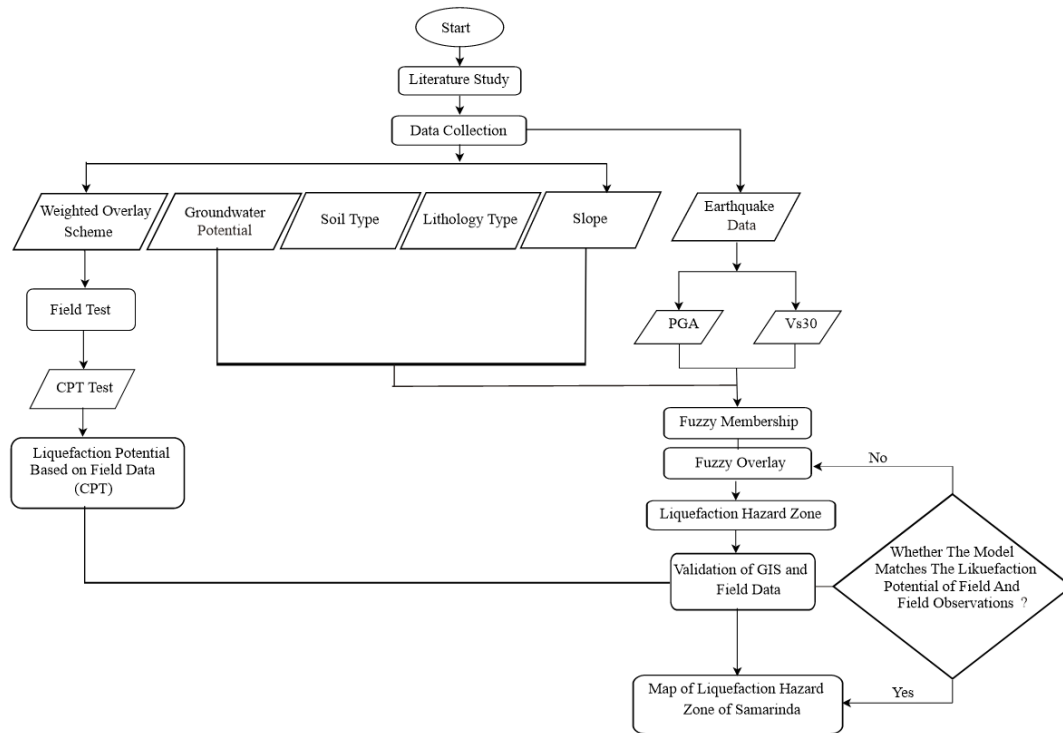 Start
Literature Study
Data Collection
Weighted Overlay
Scheme
Groundwater
Potential
Soil Type
Lithology Type
Slope
Earthquake
Data
Field Test
PGA
Vs30
CPT Test
Fuzzy Membership
Liquefaction Potential
Based on Field Data
(CPT)
Fuzzy Overlay
No
Liquefaction Hazard Zone
Validation of GIS and
Field Data
Whether The Model
Matches The Likuefaction
Potential of Field And
Field Observations ?
Map of Liquefaction Hazard
Zone of Samarinda
Yes